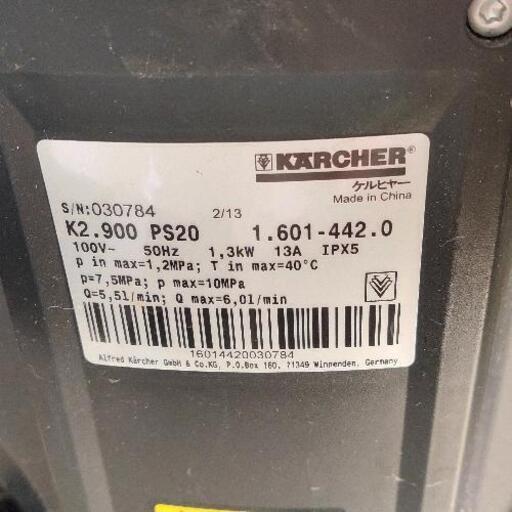 KÄRCHER®
ケルヒャー
Made in China
S/N:030784 2/13
K2.900 PS20 1.601-442.0
100V~ 50Hz 1,3kW 13A IPX5
p in max=1,2MPa; T in max=40°C
p=7,5MPa; p max=10MPa
Q=5,5l/min; Q max=6,0l/min
16014420030784
Alfred Kärcher GmbH & Co.KG, P.O.Box 160, 71349 Winnenden, Germany